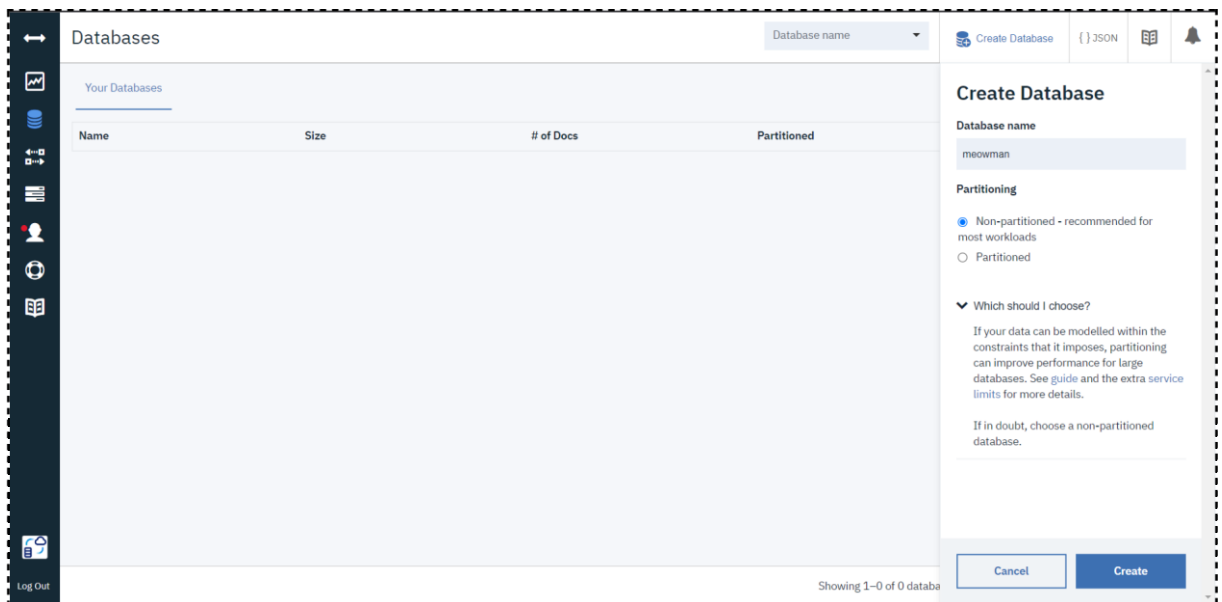 Databases
Database name
Create Database
{ } JSON
Your Databases
Name Size # of Docs Partitioned
Create Database
Database name
meowman
Partitioning
Non-partitioned - recommended for
most workloads
Partitioned
Which should I choose?
If your data can be modelled within the
constraints that it imposes, partitioning
can improve performance for large
databases. See guide and the extra service
limits for more details.
If in doubt, choose a non-partitioned
database.
Cancel
Create
Log Out
Showing 1–0 of 0 databa